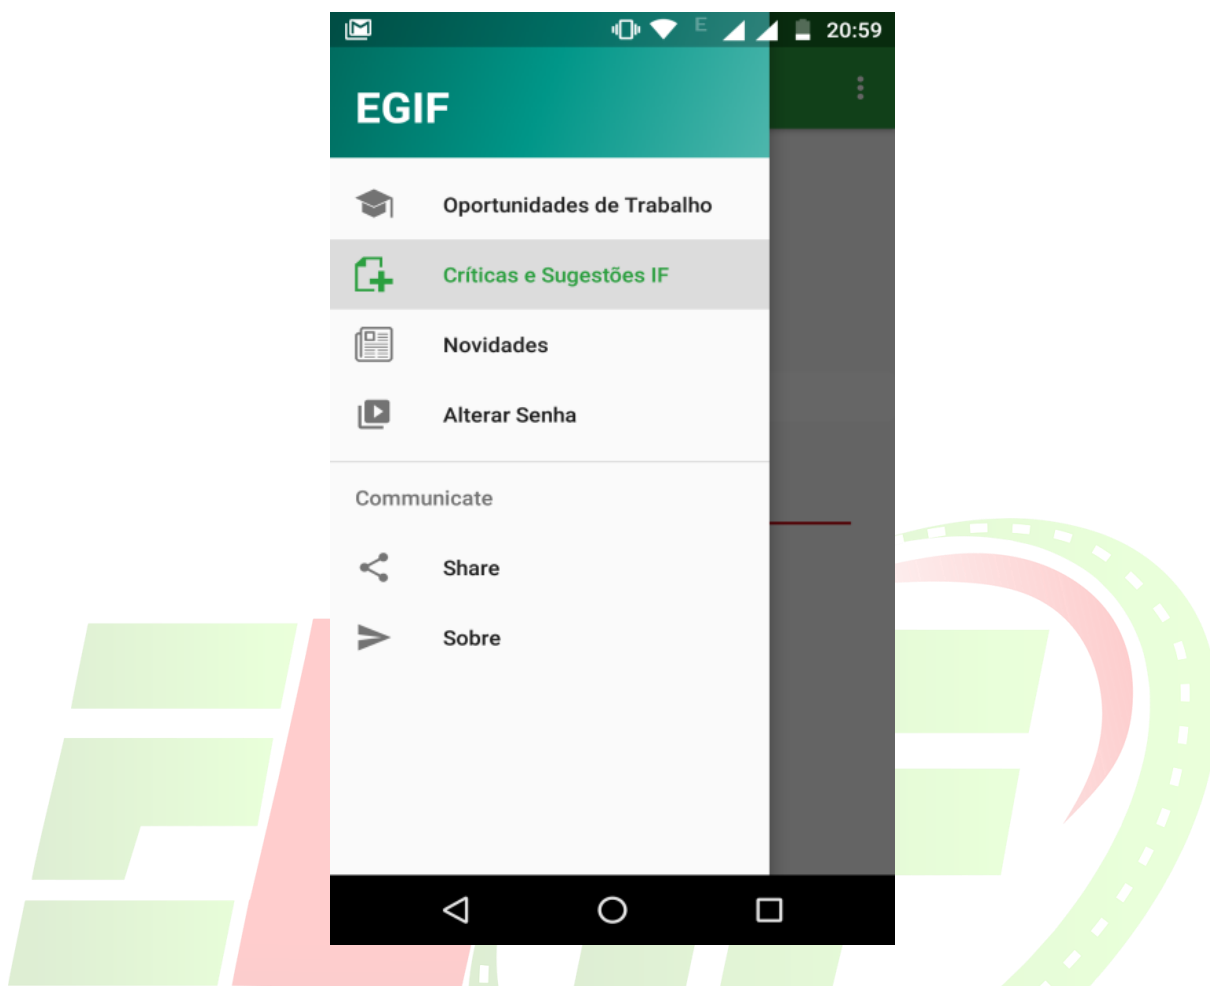 E 20:59
EGIF
Oportunidades de Trabalho
Críticas e Sugestões IF
Novidades
Alterar Senha
Communicate
Share
Sobre